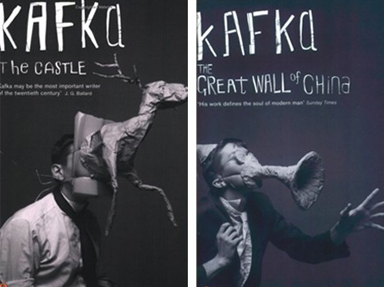 KAFKA
The CASTLE
Kafka may be the most important writer
of the twentieth century' J. G. Ballard
KAFKA
THE
GREAT WALL of CHINA
'His work defines the soul of modern man' Sunday Times